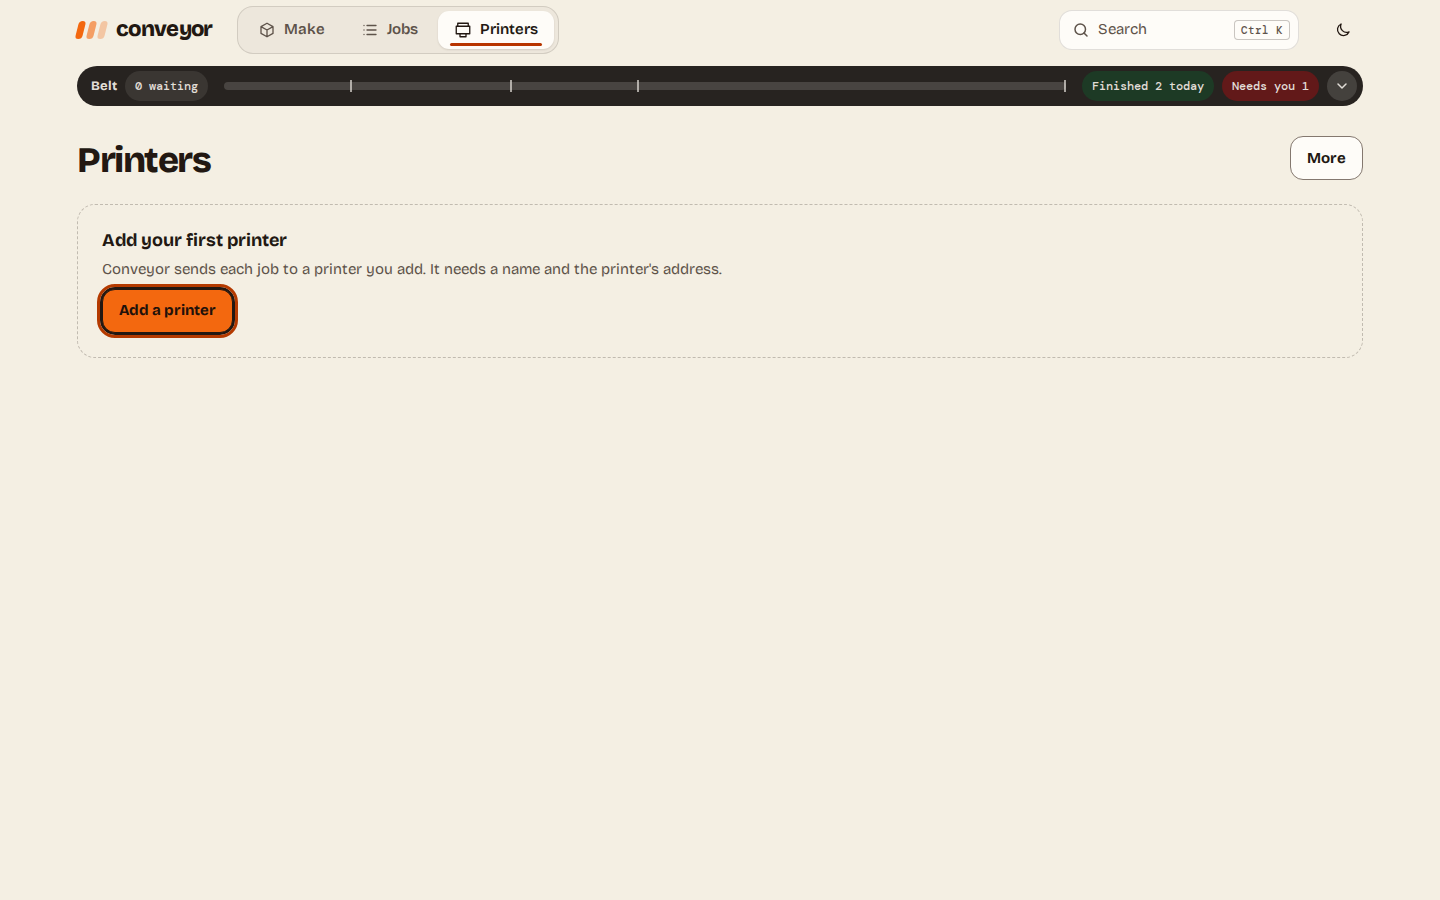 conveyor
Make
Jobs
Printers
Search
Ctrl K
Belt
0 waiting
Finished 2 today
Needs you 1
Printers
More
Add your first printer
Conveyor sends each job to a printer you add. It needs a name and the printer's address.
Add a printer